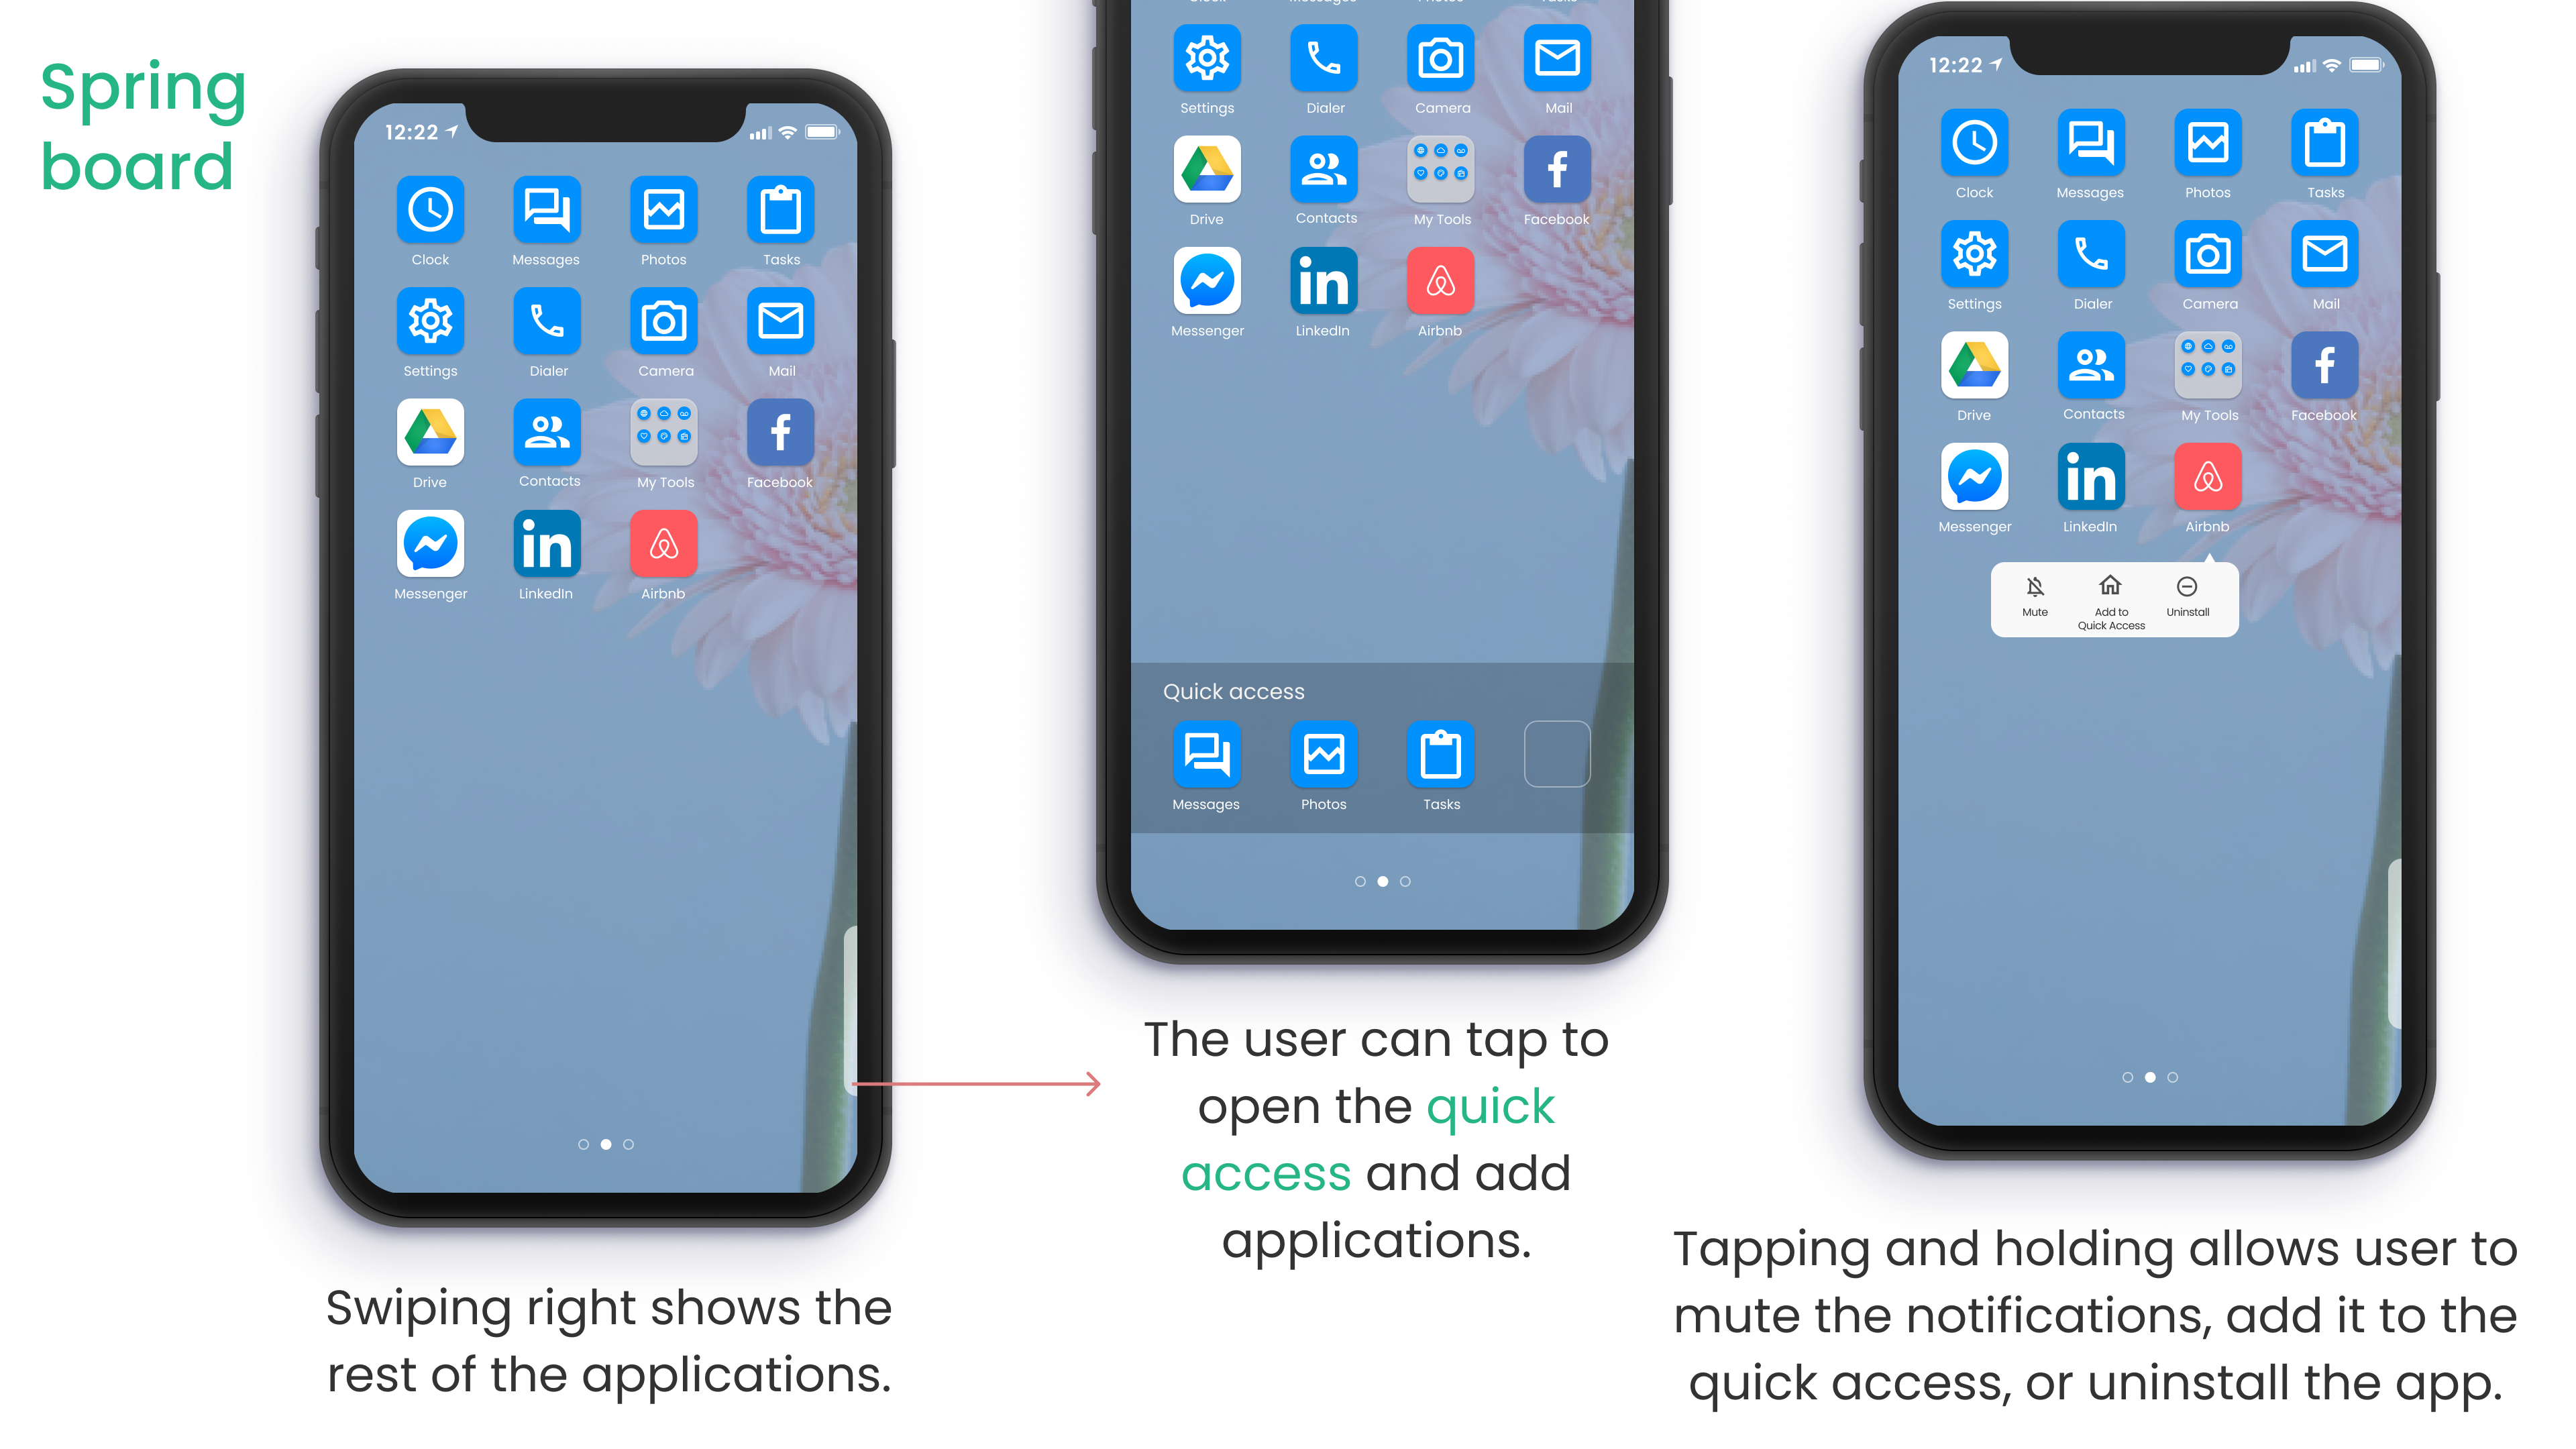 Spring
board
12:22
Clock Messages Photos Tasks
Settings Dialer Camera Mail
Drive Contacts My Tools Facebook
Messenger LinkedIn Airbnb
Swiping right shows the
rest of the applications.
Clock Messages Photos Tasks
Settings Dialer Camera Mail
Drive Contacts My Tools Facebook
Messenger LinkedIn Airbnb
Quick access
Messages Photos Tasks
The user can tap to
open the quick
access and add
applications.
12:22
Clock Messages Photos Tasks
Settings Dialer Camera Mail
Drive Contacts My Tools Facebook
Messenger LinkedIn Airbnb
Mute Add to Uninstall
Quick Access
Tapping and holding allows user to
mute the notifications, add it to the
quick access, or uninstall the app.